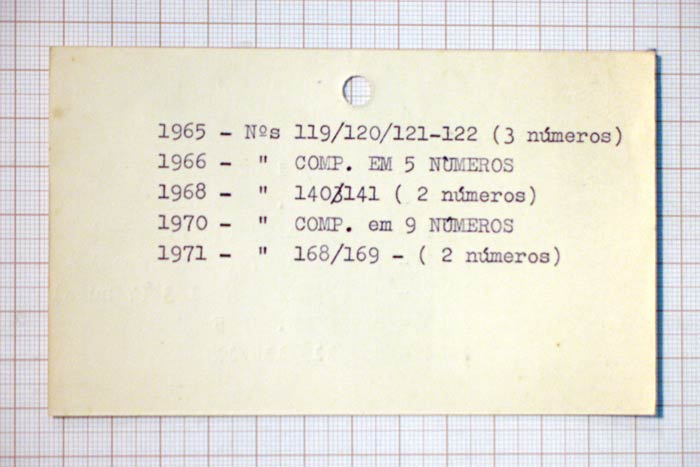 1965 - Nºs 119/120/121-122 (3 números)
1966 - " COMP. EM 5 NÚMEROS
1968 - " 140/141 ( 2 números)
1970 - " COMP. em 9 NÚMEROS
1971 - " 168/169 - ( 2 números)